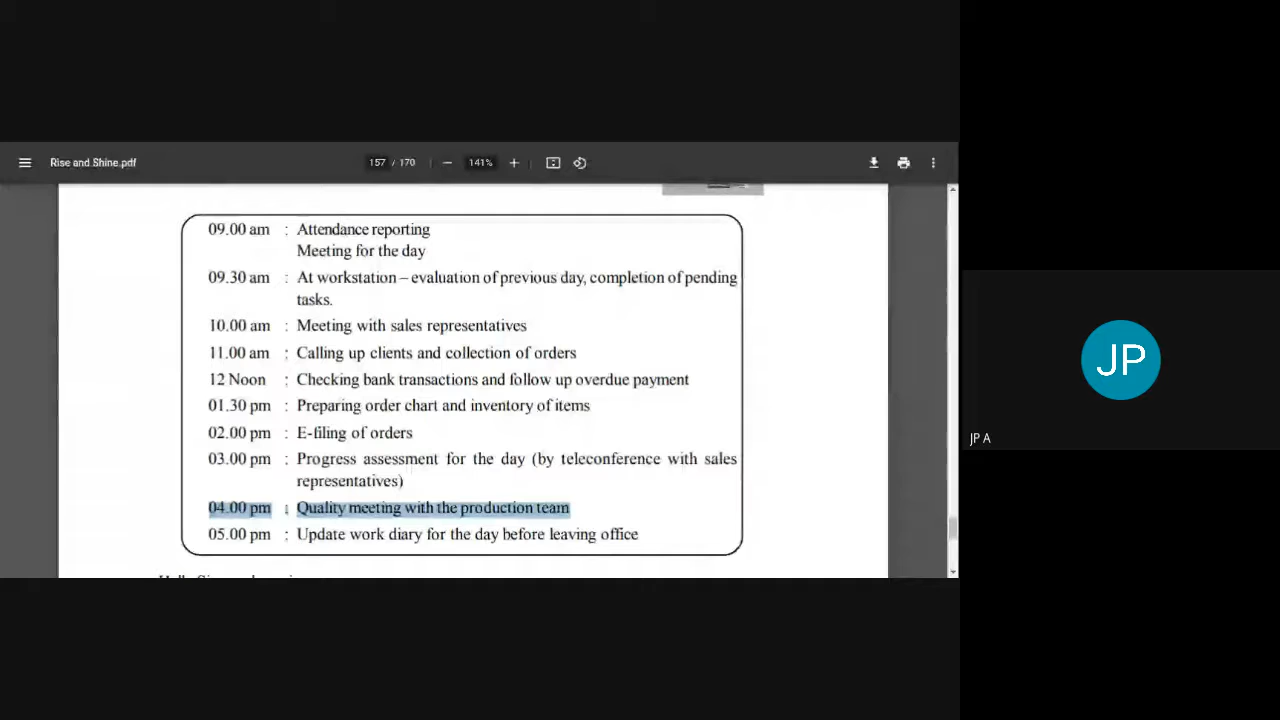 Rise and Shine.pdf
157 / 170
141%
09.00 am : Attendance reporting
Meeting for the day
09.30 am : At workstation – evaluation of previous day, completion of pending
tasks.
10.00 am : Meeting with sales representatives
11.00 am : Calling up clients and collection of orders
12 Noon : Checking bank transactions and follow up overdue payment
01.30 pm : Preparing order chart and inventory of items
02.00 pm : E-filing of orders
03.00 pm : Progress assessment for the day (by teleconference with sales
representatives)
04.00 pm : Quality meeting with the production team
05.00 pm : Update work diary for the day before leaving office
JP
JP A